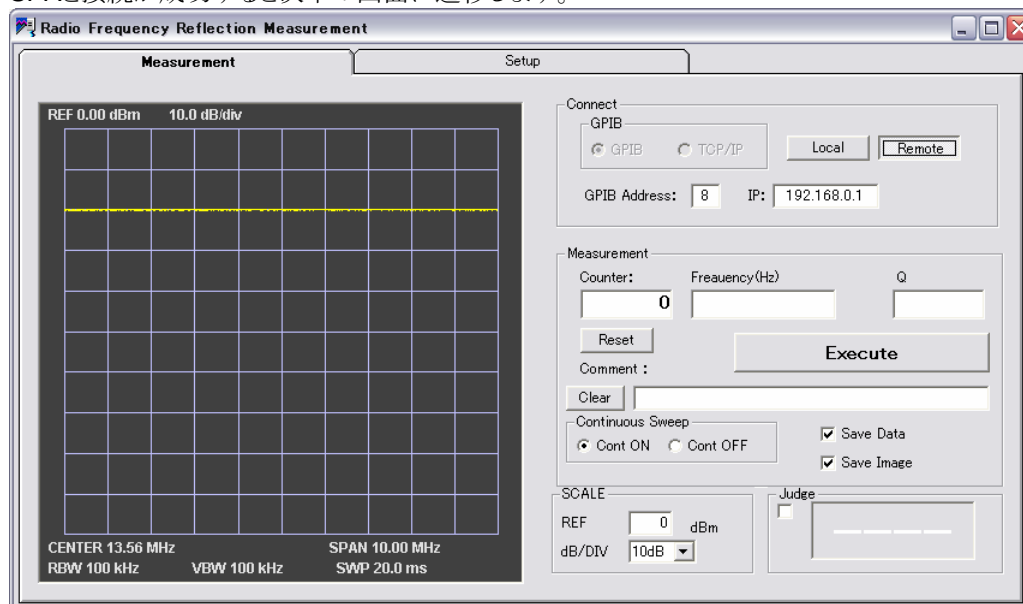 Radio Frequency Reflection Measurement
Measurement
Setup
REF 0.00 dBm 10.0 dB/div
CENTER 13.56 MHz SPAN 10.00 MHz
RBW 100 kHz VBW 100 kHz SWP 20.0 ms
Connect
GPIB
GPIB TCP/IP
Local Remote
GPIB Address: 8 IP: 192.168.0.1
Measurement
Counter: Freauency(Hz) Q
0
Reset
Execute
Comment :
Clear
Continuous Sweep
Cont ON Cont OFF
Save Data
Save Image
SCALE
REF 0 dBm
dB/DIV 10dB
Judge